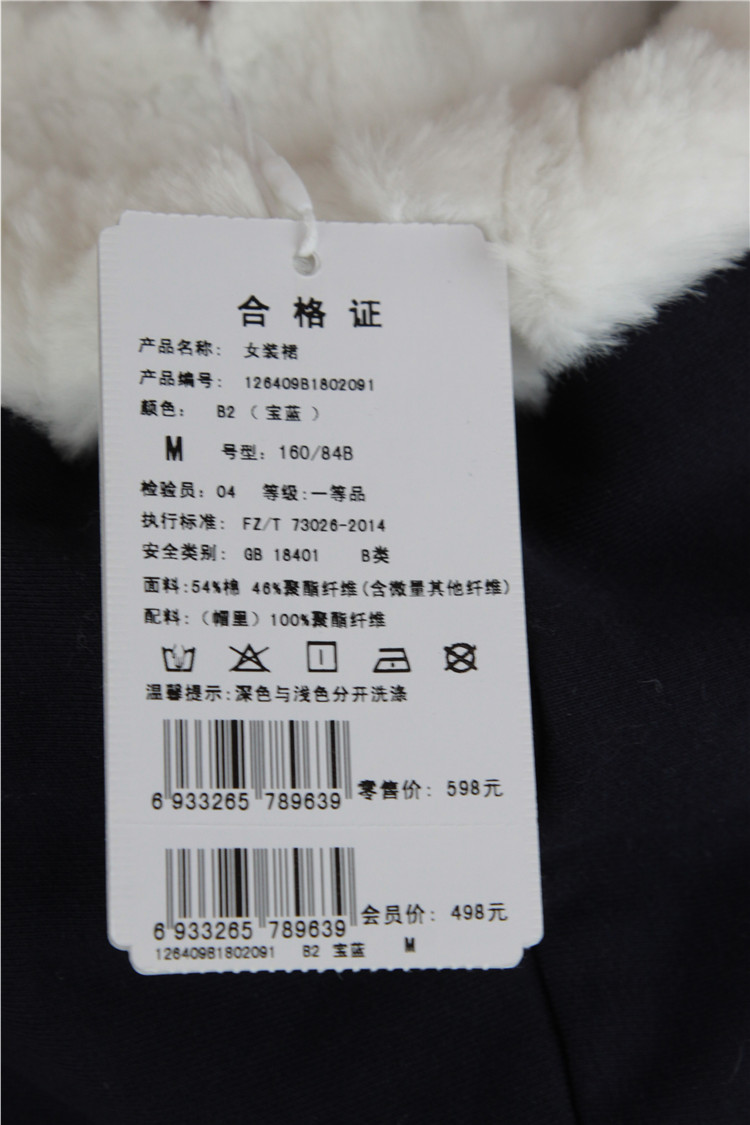 合格证
产品名称: 女装裙
产品编号: 126409B1802091
颜色: B2 (宝蓝)
M 号型: 160/84B
检验员: 04 等级:一等品
执行标准: FZ/T 73026-2014
安全类别: GB 18401 B类
面料:54%棉 46%聚酯纤维(含微量其他纤维)
配料:(帽里)100%聚酯纤维
温馨提示:深色与浅色分开洗涤
6 933265 789639 零售价: 598元
6 933265 789639 会员价: 498元
126409B1802091 B2 宝蓝 M